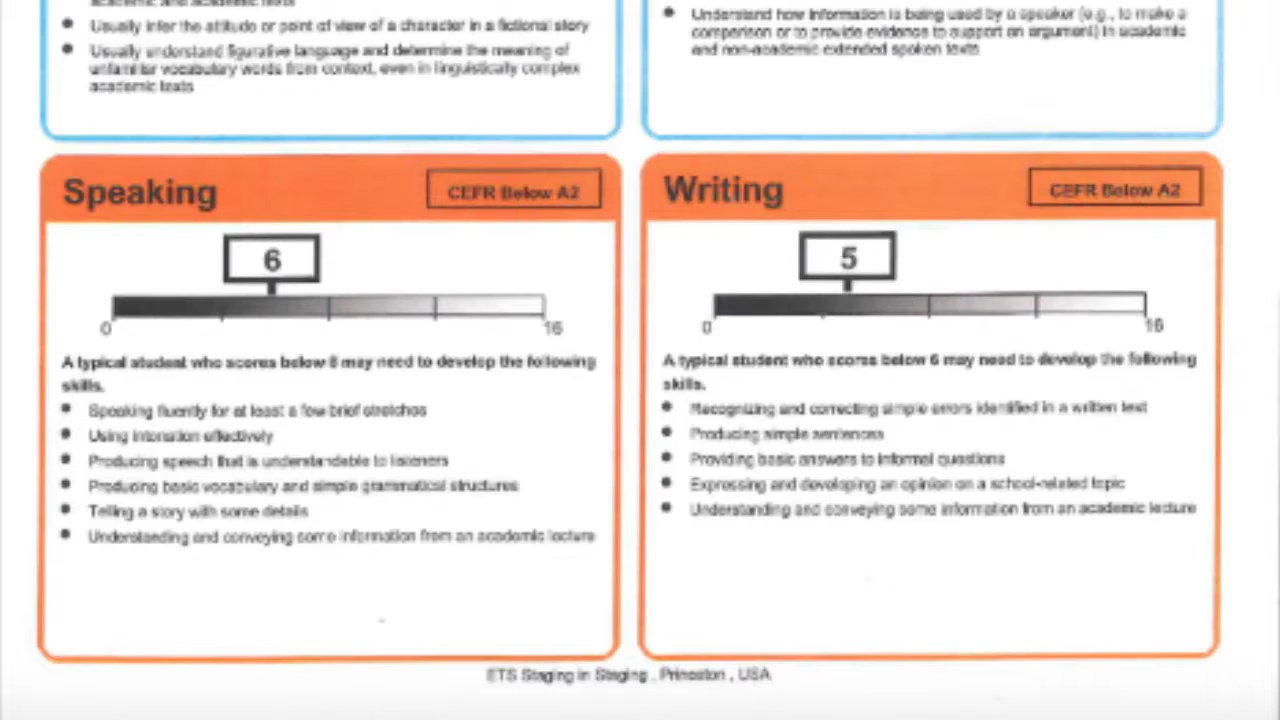 academic and academic texts
Usually infer the attitude or point of view of a character in a fictional story
Usually understand figurative language and determine the meaning of
unfamiliar vocabulary words from context, even in linguistically complex
academic texts
Understand how information is being used by a speaker (e.g., to make a
comparison or to provide evidence to support an argument) in academic
and non-academic extended spoken texts
Speaking
CEFR Below A2
6
0
16
A typical student who scores below 8 may need to develop the following
skills.
Speaking fluently for at least a few brief stretches
Using intonation effectively
Producing speech that is understandable to listeners
Producing basic vocabulary and simple grammatical structures
Telling a story with some details
Understanding and conveying some information from an academic lecture
Writing
CEFR Below A2
5
0
16
A typical student who scores below 6 may need to develop the following
skills.
Recognizing and correcting simple errors identified in a written text
Producing simple sentences
Providing basic answers to informal questions
Expressing and developing an opinion on a school-related topic
Understanding and conveying some information from an academic lecture
ETS Staging in Staging , Princeton , USA